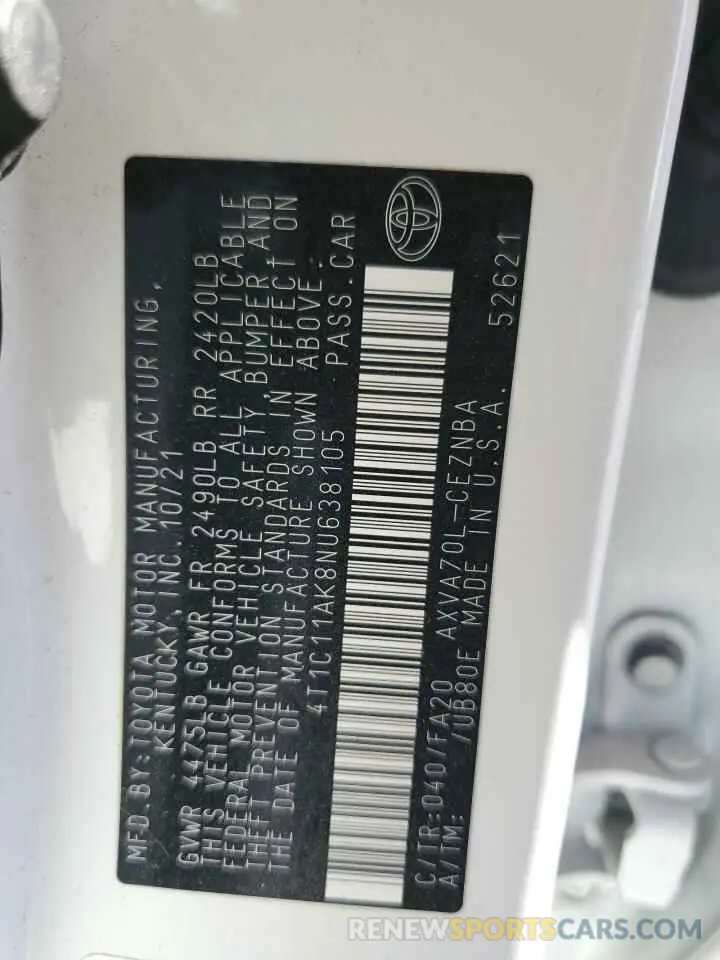 MFD.BY:TOYOTA MOTOR MANUFACTURING,
KENTUCKY, INC. 10/21
GVWR 4475LB GAWR FR 2490LB RR 2420LB
THIS VEHICLE CONFORMS TO ALL APPLICABLE
FEDERAL MOTOR VEHICLE SAFETY, BUMPER, AND
THEFT PREVENTION STANDARDS IN EFFECT ON
THE DATE OF MANUFACTURE SHOWN ABOVE.
4T1C11AK8NU638105 PASS.CAR
C/TR:040/FA20 AXVA70L-CEZNBA
A/TM: /UB80E MADE IN U.S.A. 52621
RENEWSPORTSCARS.COM